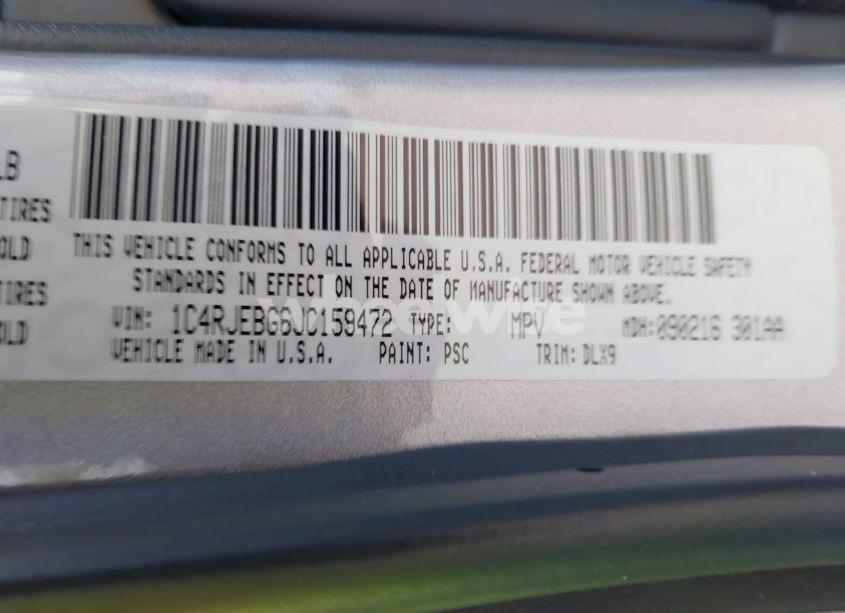 LB
TIRES
OLD
TIRES
OLD
THIS VEHICLE CONFORMS TO ALL APPLICABLE U.S.A. FEDERAL MOTOR VEHICLE SAFETY
STANDARDS IN EFFECT ON THE DATE OF MANUFACTURE SHOWN ABOVE.
VIN: 1C4RJEBG6JC159472 TYPE: MPV MDH:090216 301AA
VEHICLE MADE IN U.S.A. PAINT: PSC TRIM: DLX9